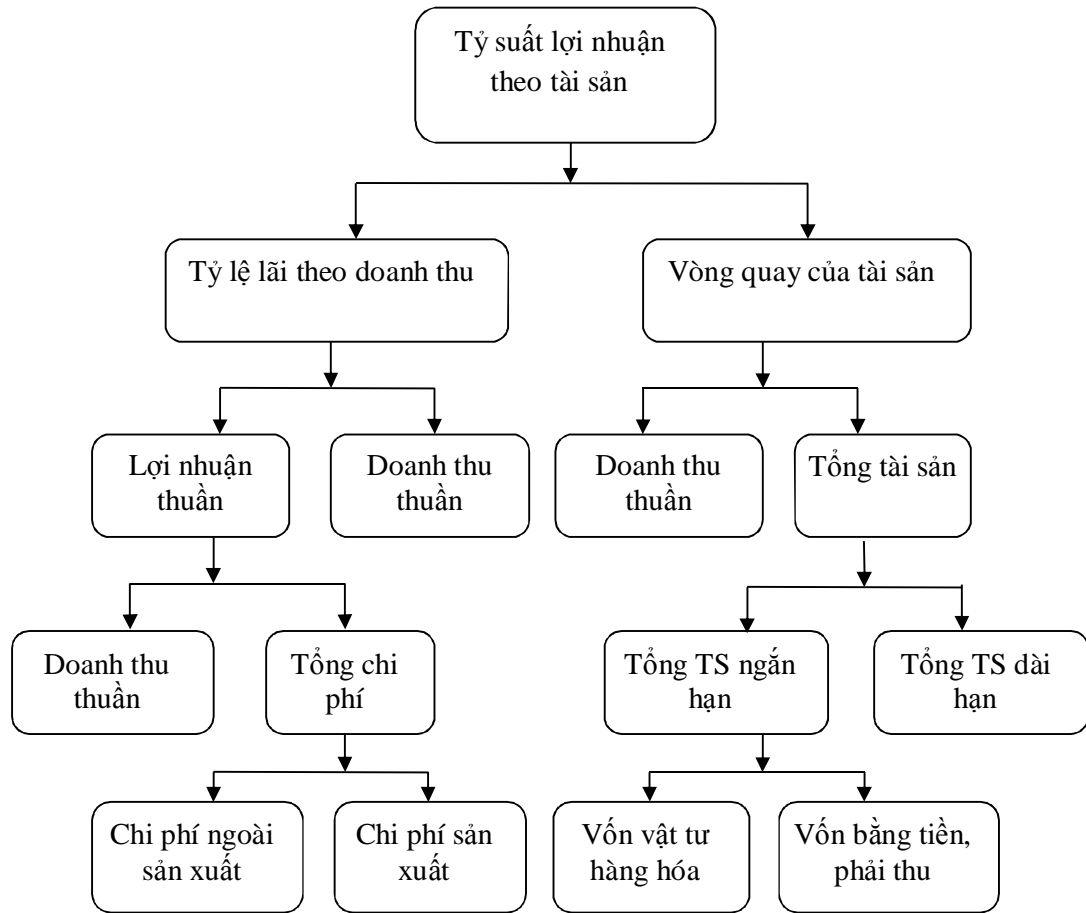 Tỷ suất lợi nhuận
theo tài sản
Tỷ lệ lãi theo doanh thu
Vòng quay của tài sản
Lợi nhuận
thuần
Doanh thu
thuần
Doanh thu
thuần
Tổng tài sản
Doanh thu
thuần
Tổng chi
phí
Tổng TS ngắn
hạn
Tổng TS dài
hạn
Chi phí ngoài
sản xuất
Chi phí sản
xuất
Vốn vật tư
hàng hóa
Vốn bằng tiền,
phải thu